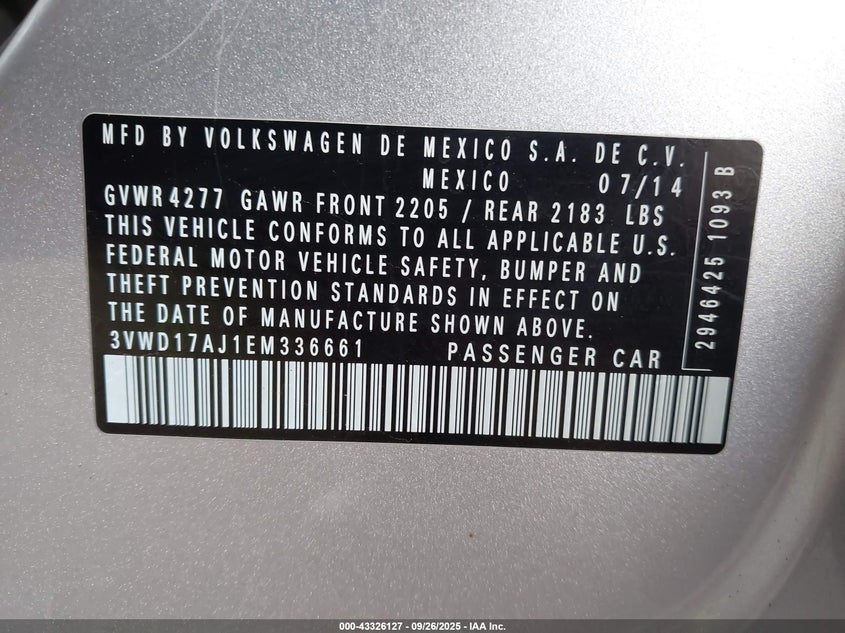 MFD BY VOLKSWAGEN DE MEXICO S.A. DE C.V.
MEXICO 07/14
GVWR 4277 GAWR FRONT 2205 / REAR 2183 LBS
THIS VEHICLE CONFORMS TO ALL APPLICABLE U.S.
FEDERAL MOTOR VEHICLE SAFETY, BUMPER AND
THEFT PREVENTION STANDARDS IN EFFECT ON
THE DATE OF MANUFACTURE SHOWN ABOVE.
3VWD17AJ1EM336661 PASSENGER CAR
2946425 1093 B
000-43326127 - 09/26/2025 - IAA Inc.